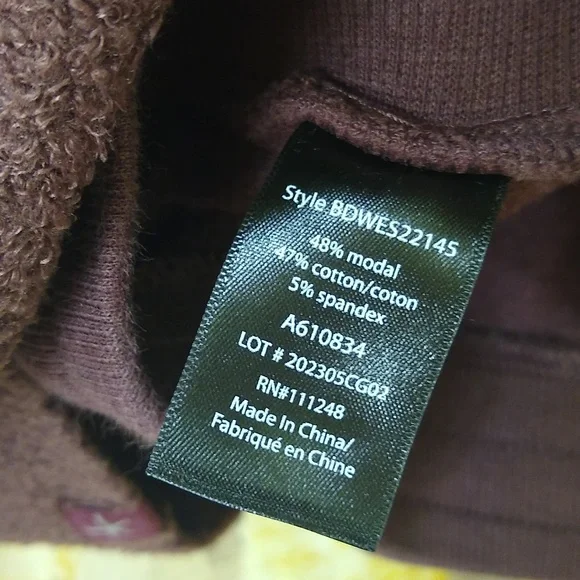 Style BDWES22145
48% modal
47% cotton/coton
5% spandex
A610834
LOT # 202305CG02
RN#111248
Made In China/
Fabriqué en Chine